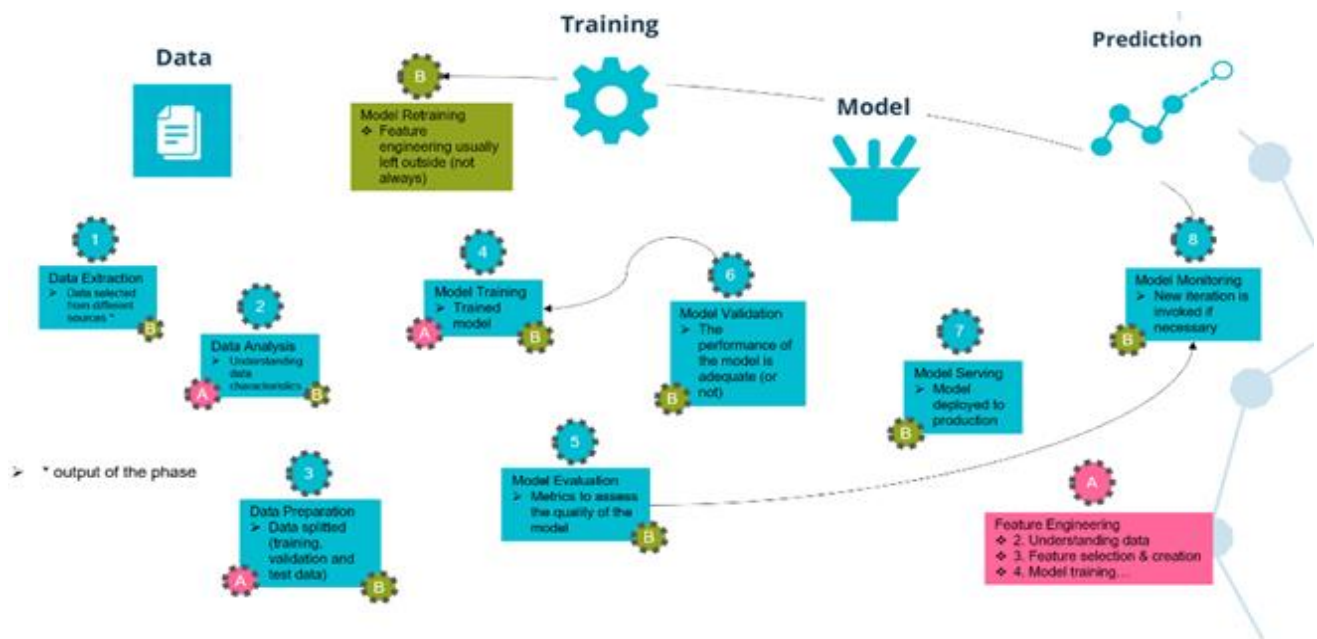 Data
Training
Model
Prediction
B
Model Retraining
❖ Feature
engineering usually
left outside (not
always)
1
Data Extraction
➢ Data selected
from different
sources *
B
2
Data Analysis
➢ Understanding
data
characteristics
A
B
3
Data Preparation
➢ Data splitted
(training,
validation and
test data)
A
B
4
Model Training
➢ Trained
model
A
B
5
Model Evaluation
➢ Metrics to assess
the quality of the
model
B
6
Model Validation
➢ The
performance of
the model is
adequate (or
not)
B
7
Model Serving
➢ Model
deployed to
production
B
8
Model Monitoring
➢ New iteration is
invoked if
necessary
B
➢ * output of the phase
A
Feature Engineering
❖ 2. Understanding data
❖ 3. Feature selection & creation
❖ 4. Model training…